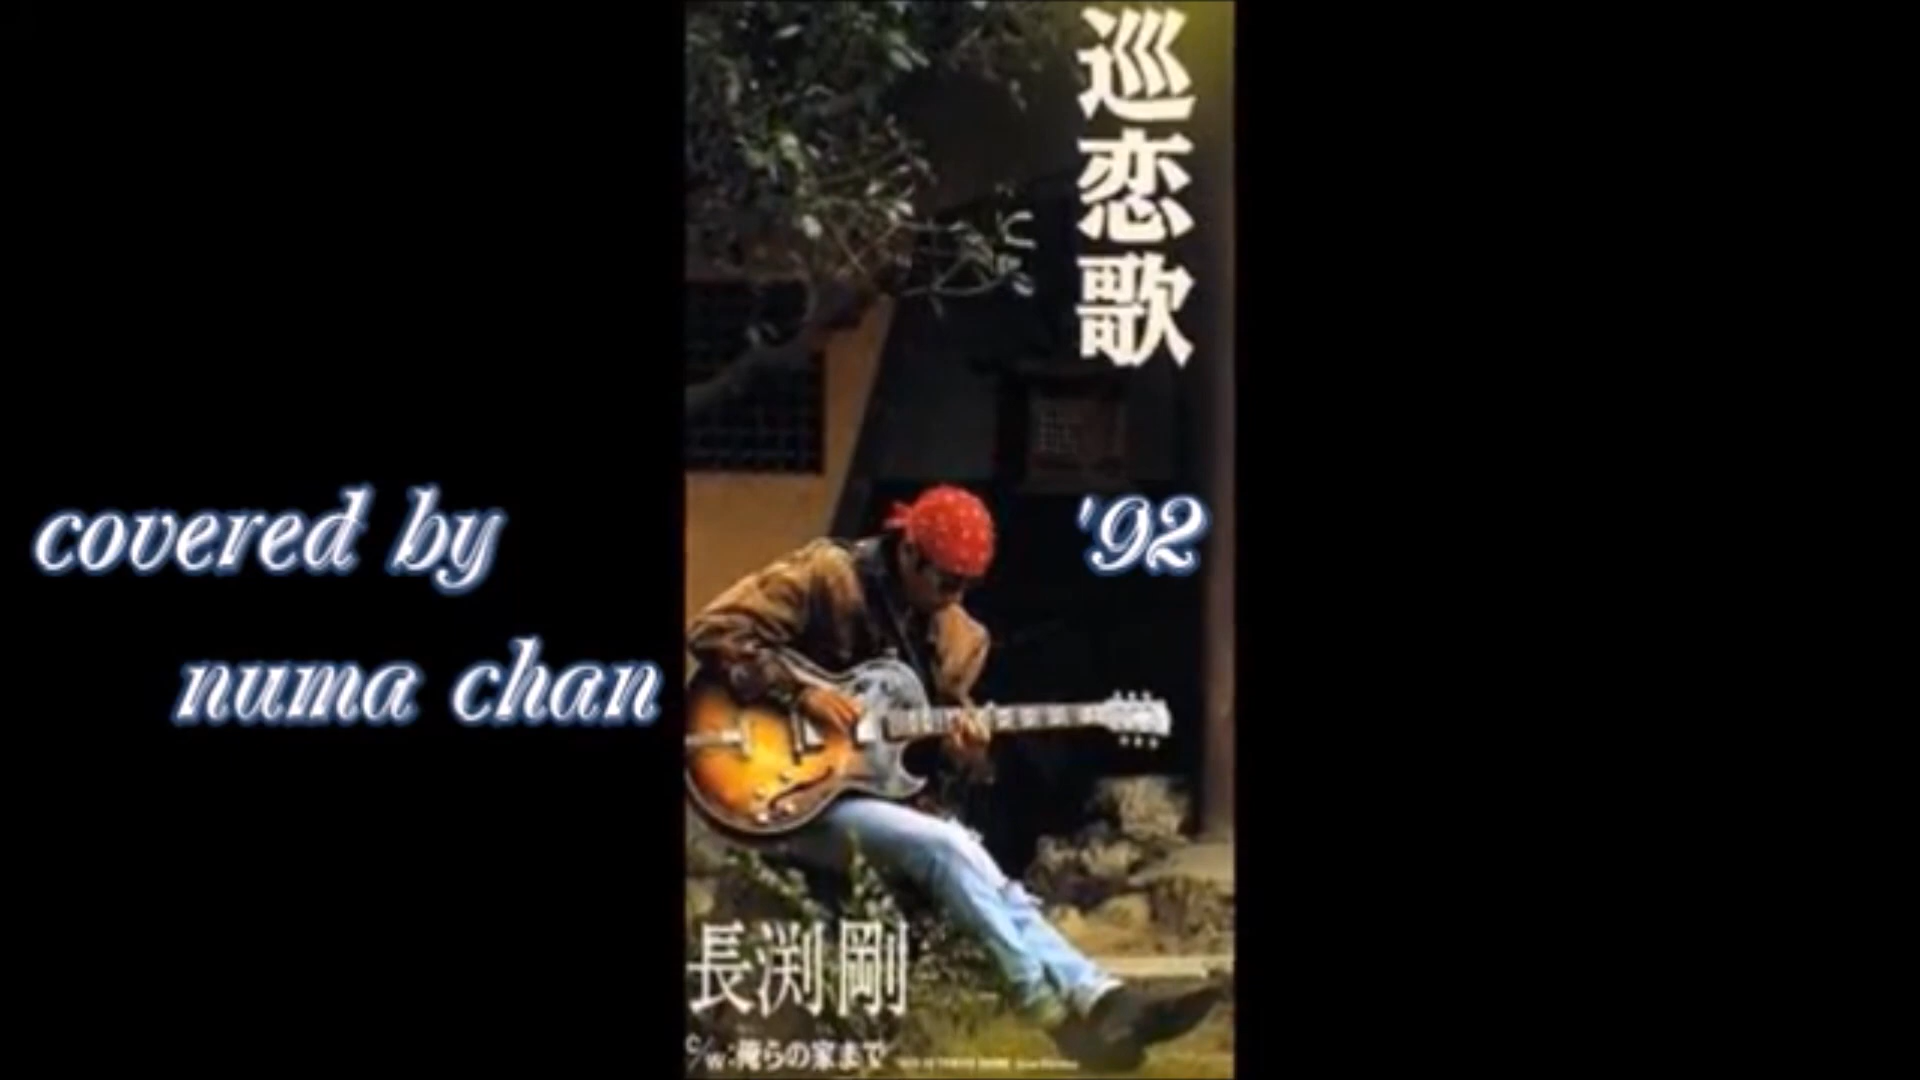 巡恋歌
'92
covered by
numa chan
長渕剛
c/w:俺らの家まで